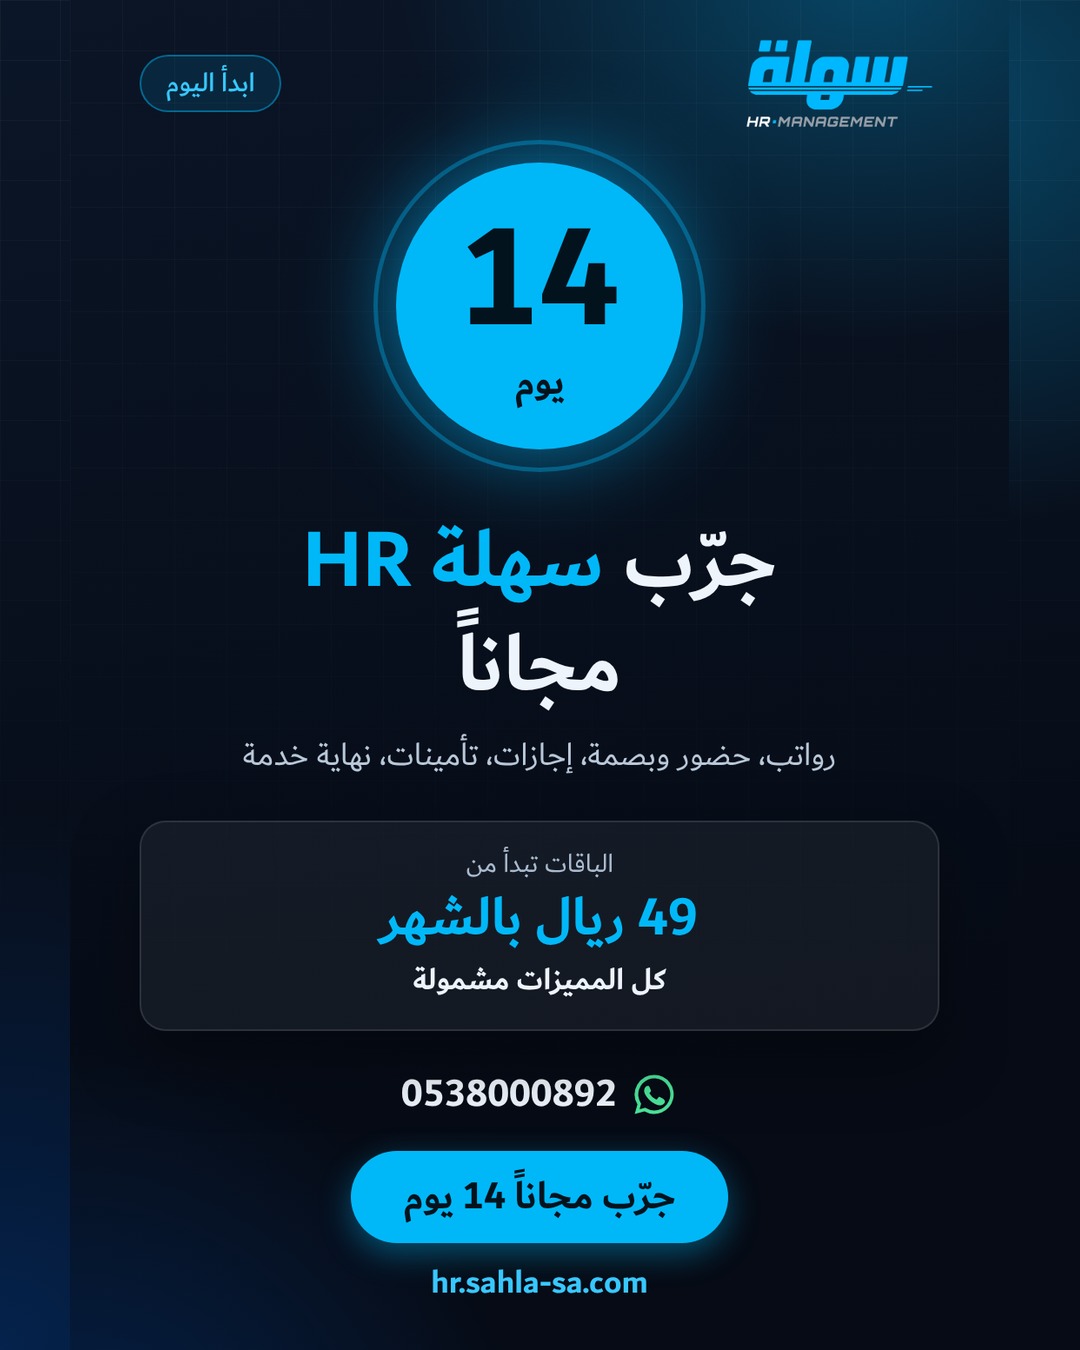 سهلة
HR·MANAGEMENT
ابدأ اليوم
14
يوم
جرّب سهلة HR
مجاناً
رواتب، حضور وبصمة، إجازات، تأمينات، نهاية خدمة
الباقات تبدأ من
49 ريال بالشهر
كل المميزات مشمولة
0538000892
جرّب مجاناً 14 يوم
hr.sahla-sa.com